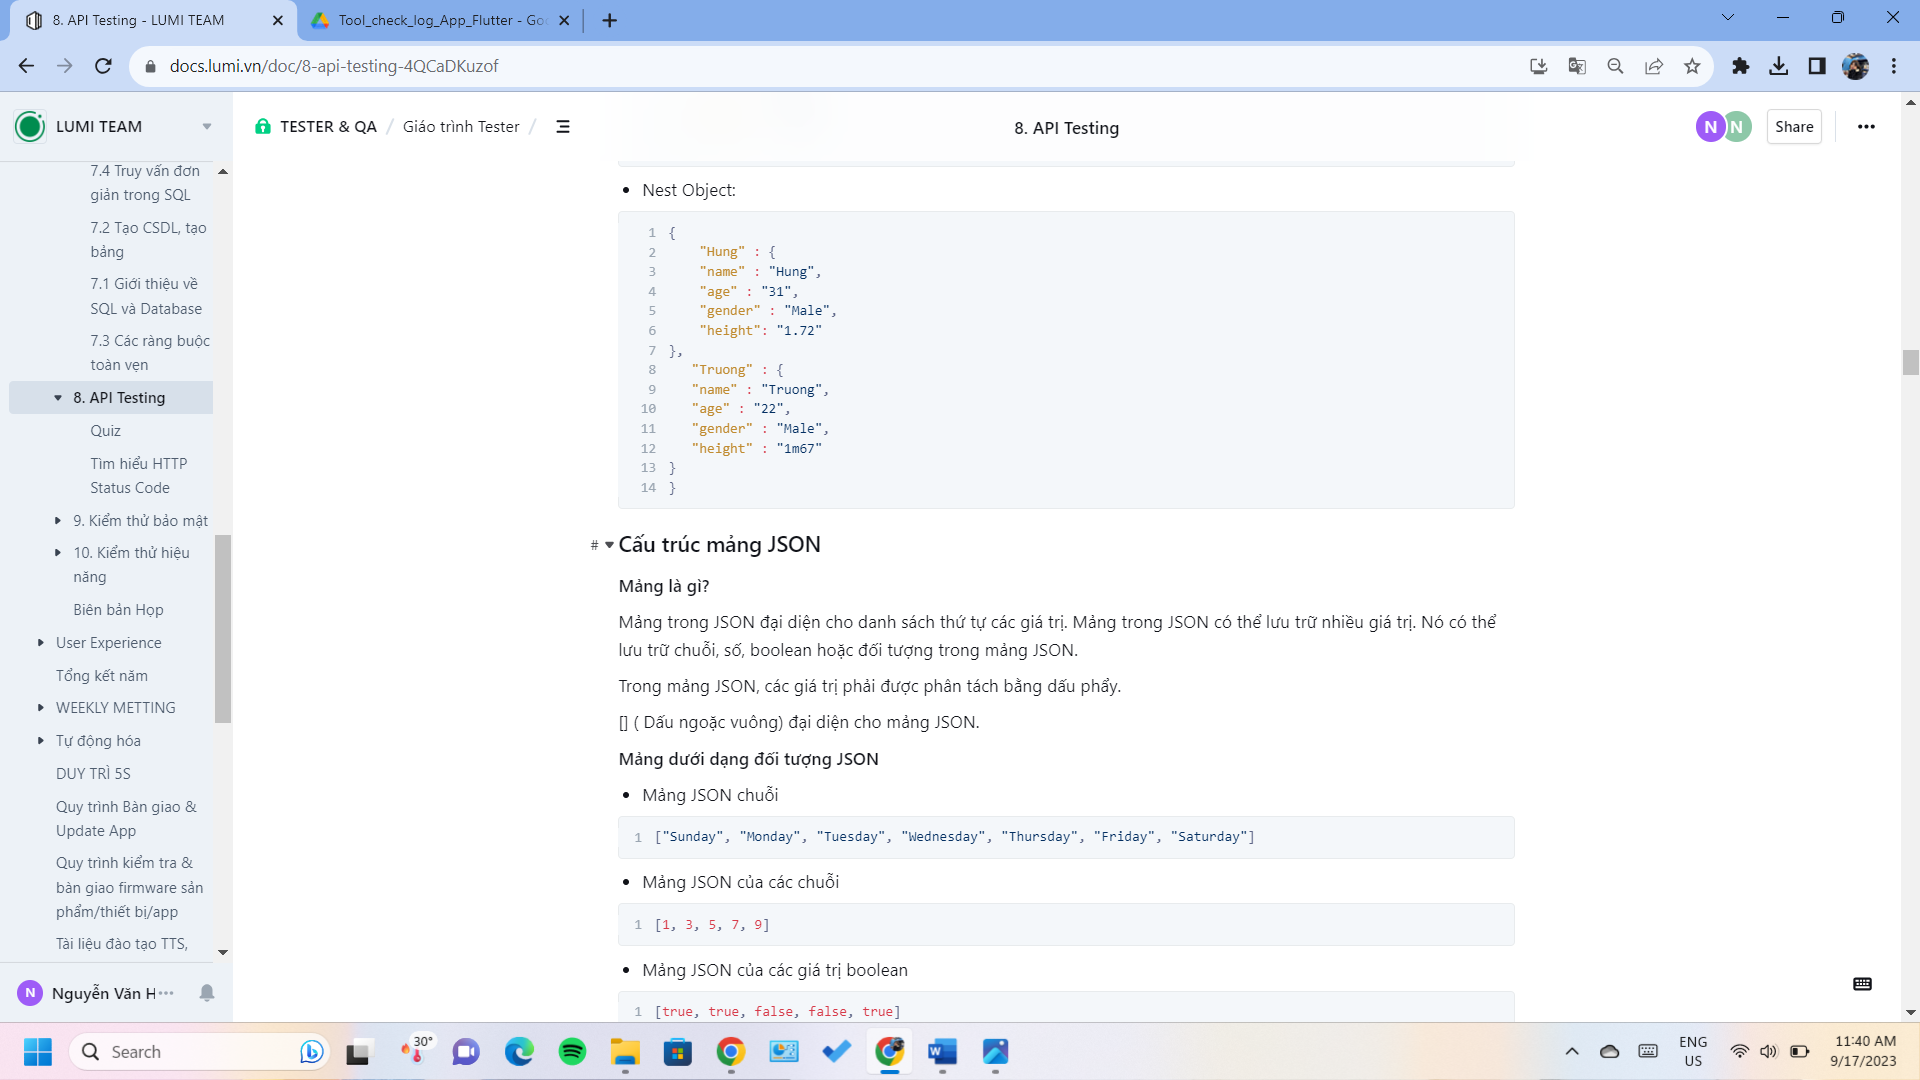 8. API Testing - LUMI TEAM
Tool_check_log_App_Flutter - Goo
docs.lumi.vn/doc/8-api-testing-4QCaDKuzof
LUMI TEAM
TESTER & QA / Giáo trình Tester /
8. API Testing
N N Share
7.4 Truy vấn đơn
giản trong SQL
7.2 Tạo CSDL, tạo
bảng
7.1 Giới thiệu về
SQL và Database
7.3 Các ràng buộc
toàn vẹn
8. API Testing
Quiz
Tìm hiểu HTTP
Status Code
9. Kiểm thử bảo mật
10. Kiểm thử hiệu
năng
Biên bản Họp
User Experience
Tổng kết năm
WEEKLY METTING
Tự động hóa
DUY TRÌ 5S
Quy trình Bàn giao &
Update App
Quy trình kiểm tra &
bàn giao firmware sản
phẩm/thiết bị/app
Tài liệu đào tạo TTS,
N Nguyễn Văn H
• Nest Object:
1 {
2 "Hung" : {
3 "name" : "Hung",
4 "age" : "31",
5 "gender" : "Male",
6 "height": "1.72"
7 },
8 "Truong" : {
9 "name" : "Truong",
10 "age" : "22",
11 "gender" : "Male",
12 "height" : "1m67"
13 }
14 }
# Cấu trúc mảng JSON
Mảng là gì?
Mảng trong JSON đại diện cho danh sách thứ tự các giá trị. Mảng trong JSON có thể lưu trữ nhiều giá trị. Nó có thể
lưu trữ chuỗi, số, boolean hoặc đối tượng trong mảng JSON.
Trong mảng JSON, các giá trị phải được phân tách bằng dấu phẩy.
[] ( Dấu ngoặc vuông) đại diện cho mảng JSON.
Mảng dưới dạng đối tượng JSON
• Mảng JSON chuỗi
1 ["Sunday", "Monday", "Tuesday", "Wednesday", "Thursday", "Friday", "Saturday"]
• Mảng JSON của các chuỗi
1 [1, 3, 5, 7, 9]
• Mảng JSON của các giá trị boolean
1 [true, true, false, false, true]
Search
30°
ENG
US
11:40 AM
9/17/2023